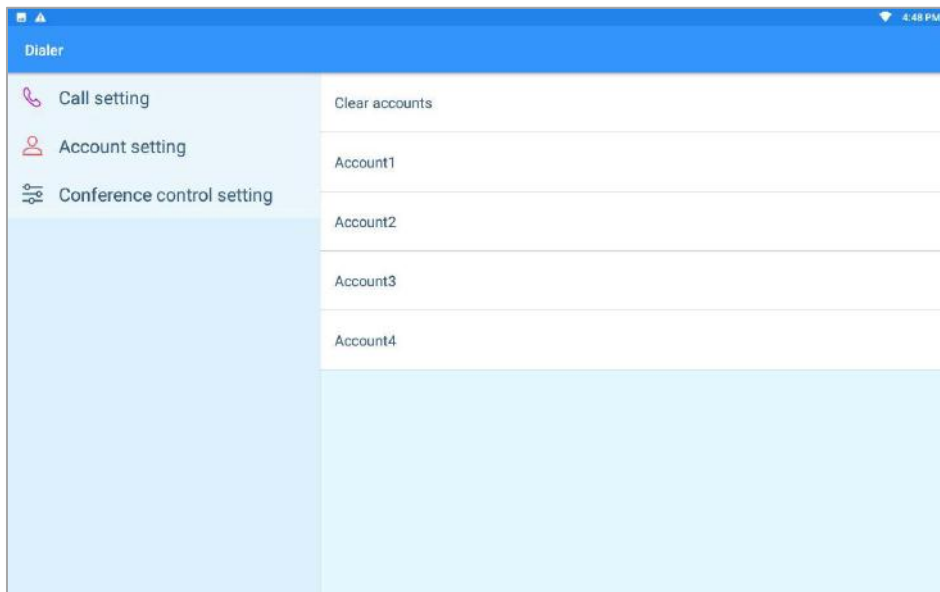 4:48 PM
Dialer
Call setting
Account setting
Conference control setting
Clear accounts
Account1
Account2
Account3
Account4